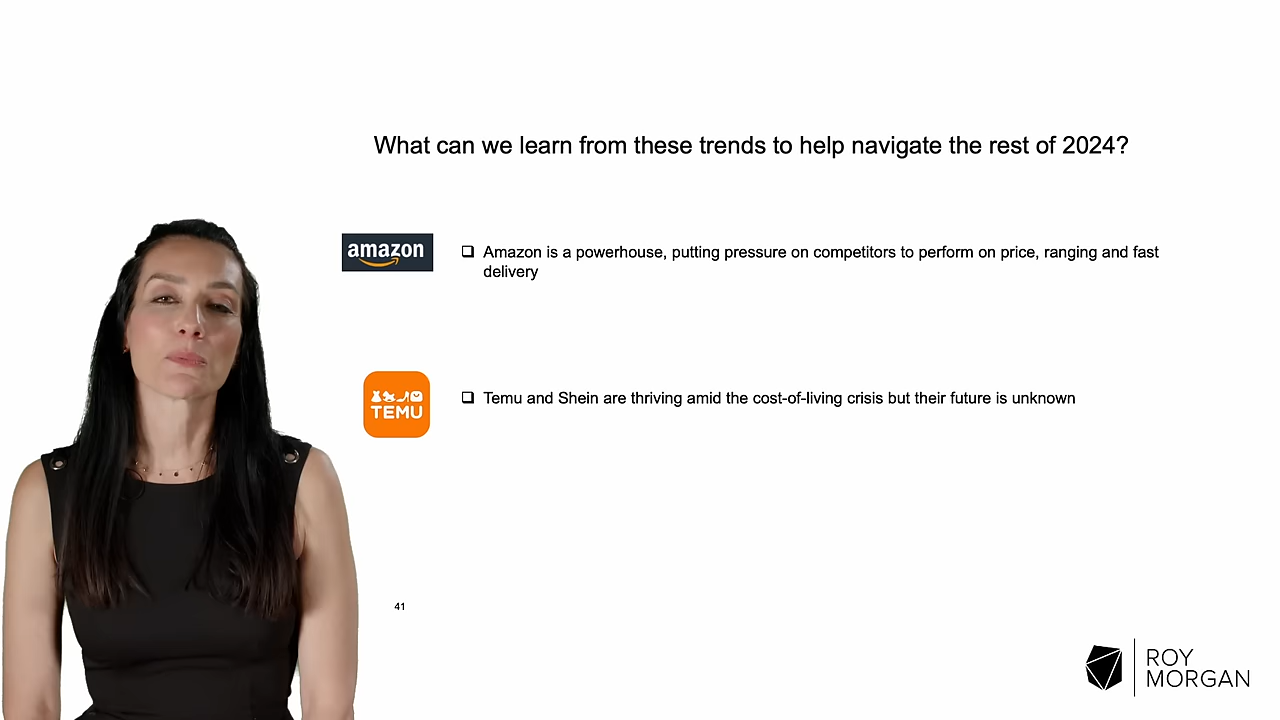 What can we learn from these trends to help navigate the rest of 2024?
amazon
Amazon is a powerhouse, putting pressure on competitors to perform on price, ranging and fast
delivery
TEMU
Temu and Shein are thriving amid the cost-of-living crisis but their future is unknown
41
ROY
MORGAN